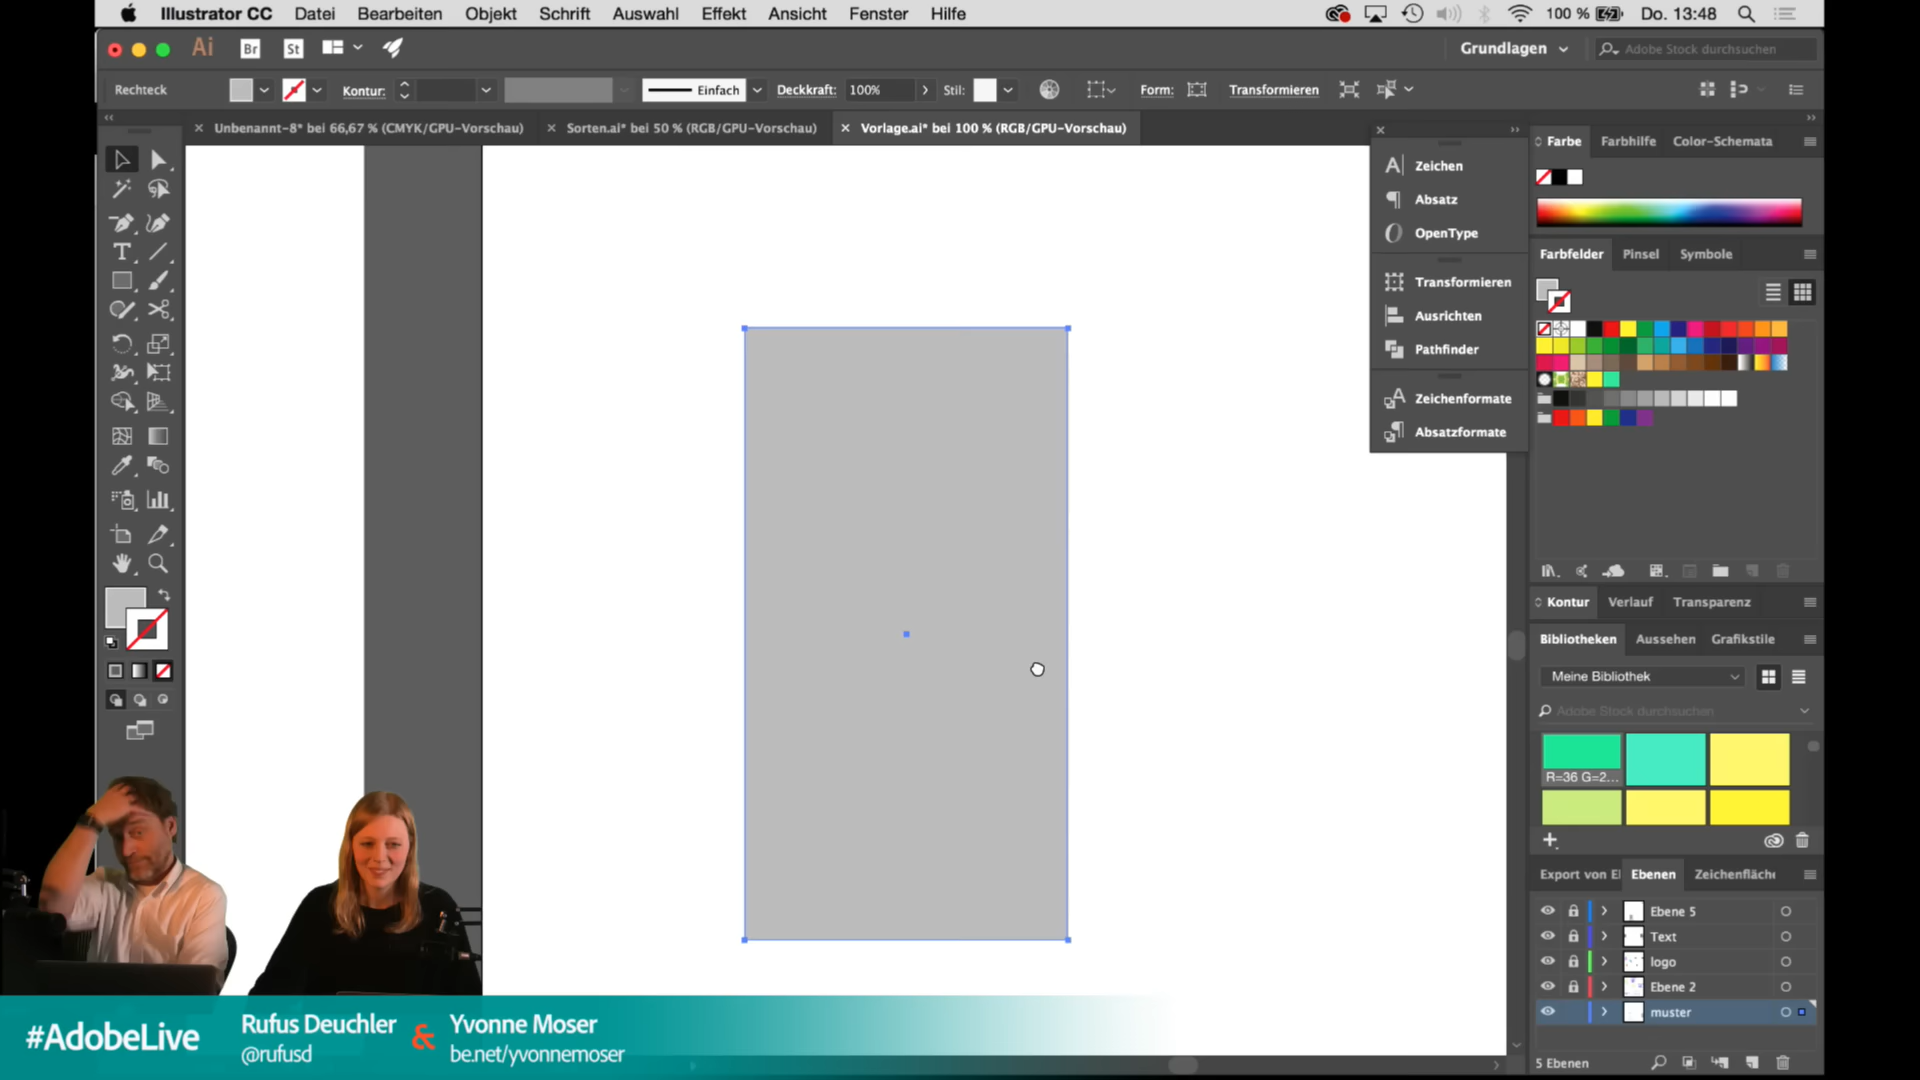 Illustrator CC Datei Bearbeiten Objekt Schrift Auswahl Effekt Ansicht Fenster Hilfe 100 % Do. 13:48
Ai Br St Grundlagen Adobe Stock durchsuchen
Rechteck Kontur: Einfach Deckkraft: 100% Stil: Form: Transformieren
Unbenannt-8* bei 66,67 % (CMYK/GPU-Vorschau) Sorten.ai* bei 50 % (RGB/GPU-Vorschau) Vorlage.ai* bei 100 % (RGB/GPU-Vorschau)
Zeichen
Absatz
OpenType
Transformieren
Ausrichten
Pathfinder
Zeichenformate
Absatzformate
Farbe Farbhilfe Color-Schemata
Farbfelder Pinsel Symbole
Kontur Verlauf Transparenz
Bibliotheken Aussehen Grafikstile
Meine Bibliothek
Adobe Stock durchsuchen
R=36 G=2...
Export von El Ebenen Zeichenfläche
Ebene 5
Text
logo
Ebene 2
muster
5 Ebenen
#AdobeLive
Rufus Deuchler & Yvonne Moser
@rufusd be.net/yvonnemoser